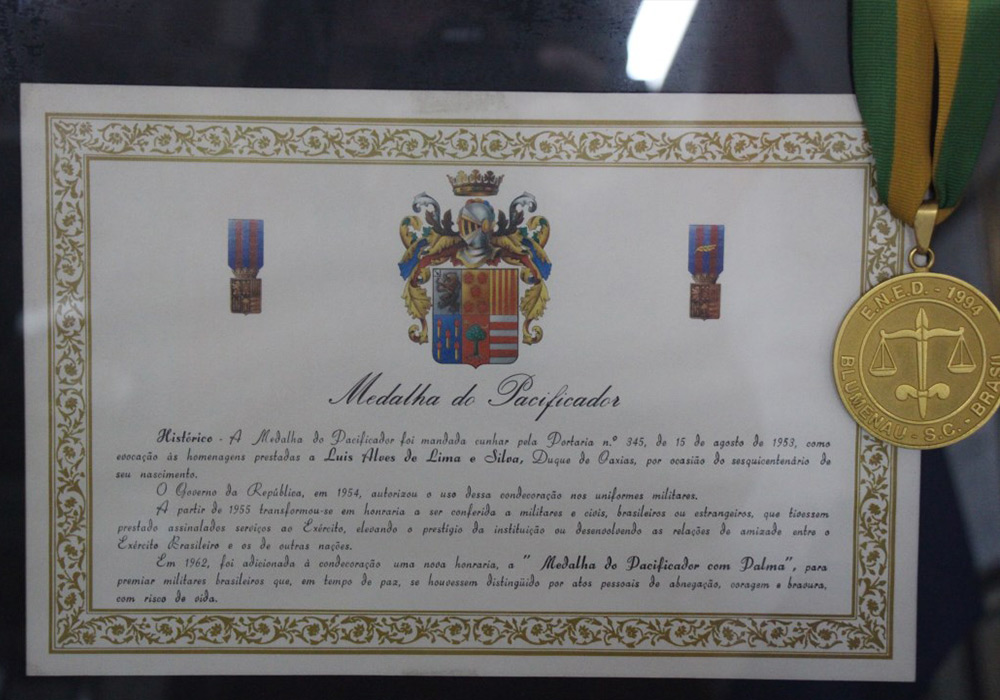 Medalha do Pacificador
Histórico - A Medalha do Pacificador foi mandada cunhar pela Portaria n.º 345, de 15 de agosto de 1953, como
evocação às homenagens prestadas a Luis Alves de Lima e Silva, Duque de Caxias, por ocasião do sesquicentenário de
seu nascimento.
O Governo da República, em 1954, autorizou o uso dessa condecoração nos uniformes militares.
A partir de 1955 transformou-se em honraria a ser conferida a militares e civis, brasileiros ou estrangeiros, que tivessem
prestado assinalados serviços ao Exército, elevando o prestígio da instituição ou desenvolvendo as relações de amizade entre o
Exército Brasileiro e os de outras nações.
Em 1962, foi adicionada à condecoração uma nova honraria, a " Medalha do Pacificador com Palma", para
premiar militares brasileiros que, em tempo de paz, se houvessem distingüido por atos pessoais de abnegação, coragem e bravura,
com risco de vida.
E.N.E.D. - 1994
BLUMENAU - S.C. - BRASIL